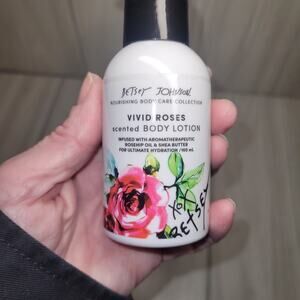 BETSEY JOHNSON
NOURISHING BODY CARE COLLECTION
VIVID ROSES
scented BODY LOTION
INFUSED WITH AROMATHERAPEUTIC
ROSEHIP OIL & SHEA BUTTER
FOR ULTIMATE HYDRATION / 100 mL
xox
BETSEY